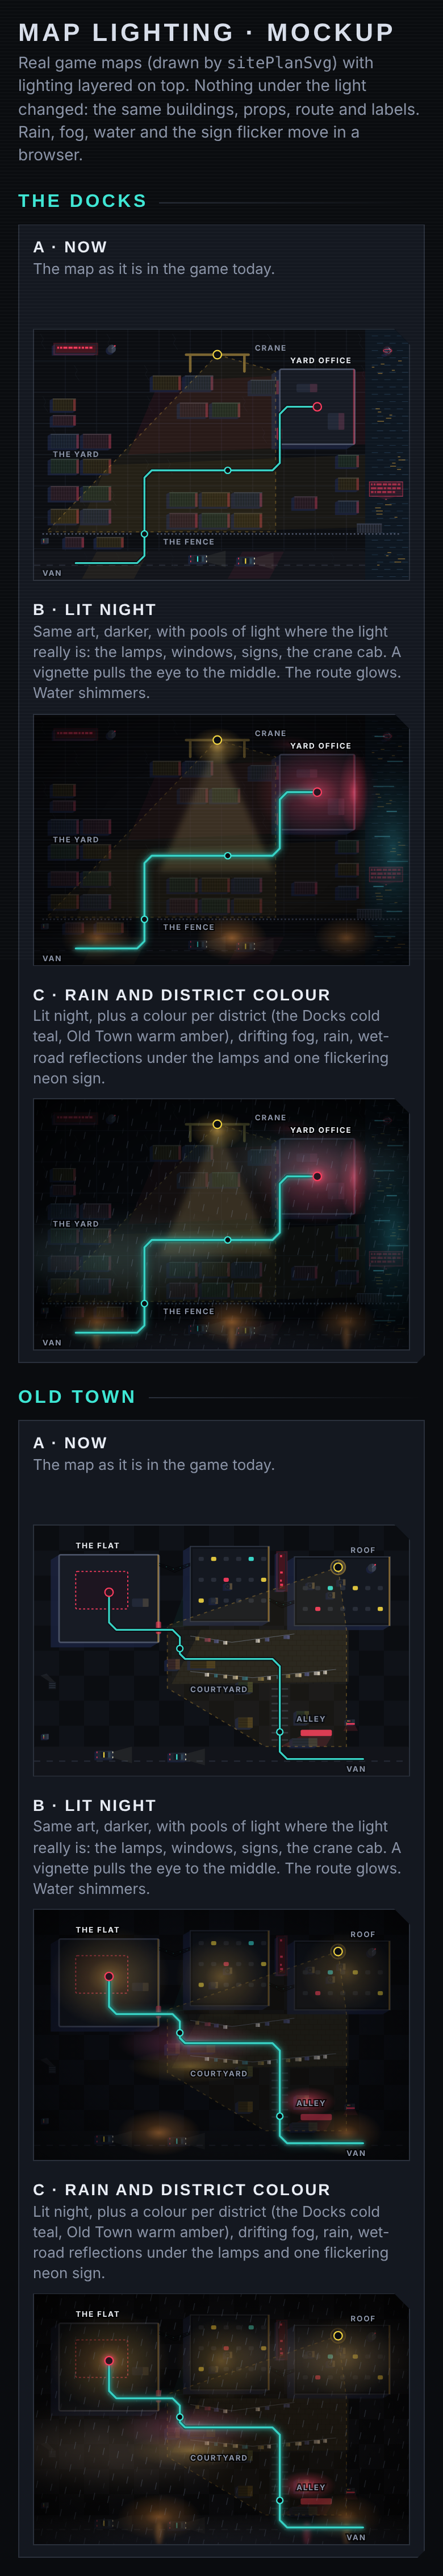 MAP LIGHTING · MOCKUP
Real game maps (drawn by sitePlanSvg) with
lighting layered on top. Nothing under the light
changed: the same buildings, props, route and labels.
Rain, fog, water and the sign flicker move in a
browser.
THE DOCKS
A · NOW
The map as it is in the game today.
CRANE
YARD OFFICE
THE YARD
THE FENCE
VAN
B · LIT NIGHT
Same art, darker, with pools of light where the light
really is: the lamps, windows, signs, the crane cab. A
vignette pulls the eye to the middle. The route glows.
Water shimmers.
CRANE
YARD OFFICE
THE YARD
THE FENCE
VAN
C · RAIN AND DISTRICT COLOUR
Lit night, plus a colour per district (the Docks cold
teal, Old Town warm amber), drifting fog, rain, wet-
road reflections under the lamps and one flickering
neon sign.
CRANE
YARD OFFICE
THE YARD
THE FENCE
VAN
OLD TOWN
A · NOW
The map as it is in the game today.
THE FLAT
ROOF
COURTYARD
ALLEY
VAN
B · LIT NIGHT
Same art, darker, with pools of light where the light
really is: the lamps, windows, signs, the crane cab. A
vignette pulls the eye to the middle. The route glows.
Water shimmers.
THE FLAT
ROOF
COURTYARD
ALLEY
VAN
C · RAIN AND DISTRICT COLOUR
Lit night, plus a colour per district (the Docks cold
teal, Old Town warm amber), drifting fog, rain, wet-
road reflections under the lamps and one flickering
neon sign.
THE FLAT
ROOF
COURTYARD
ALLEY
VAN